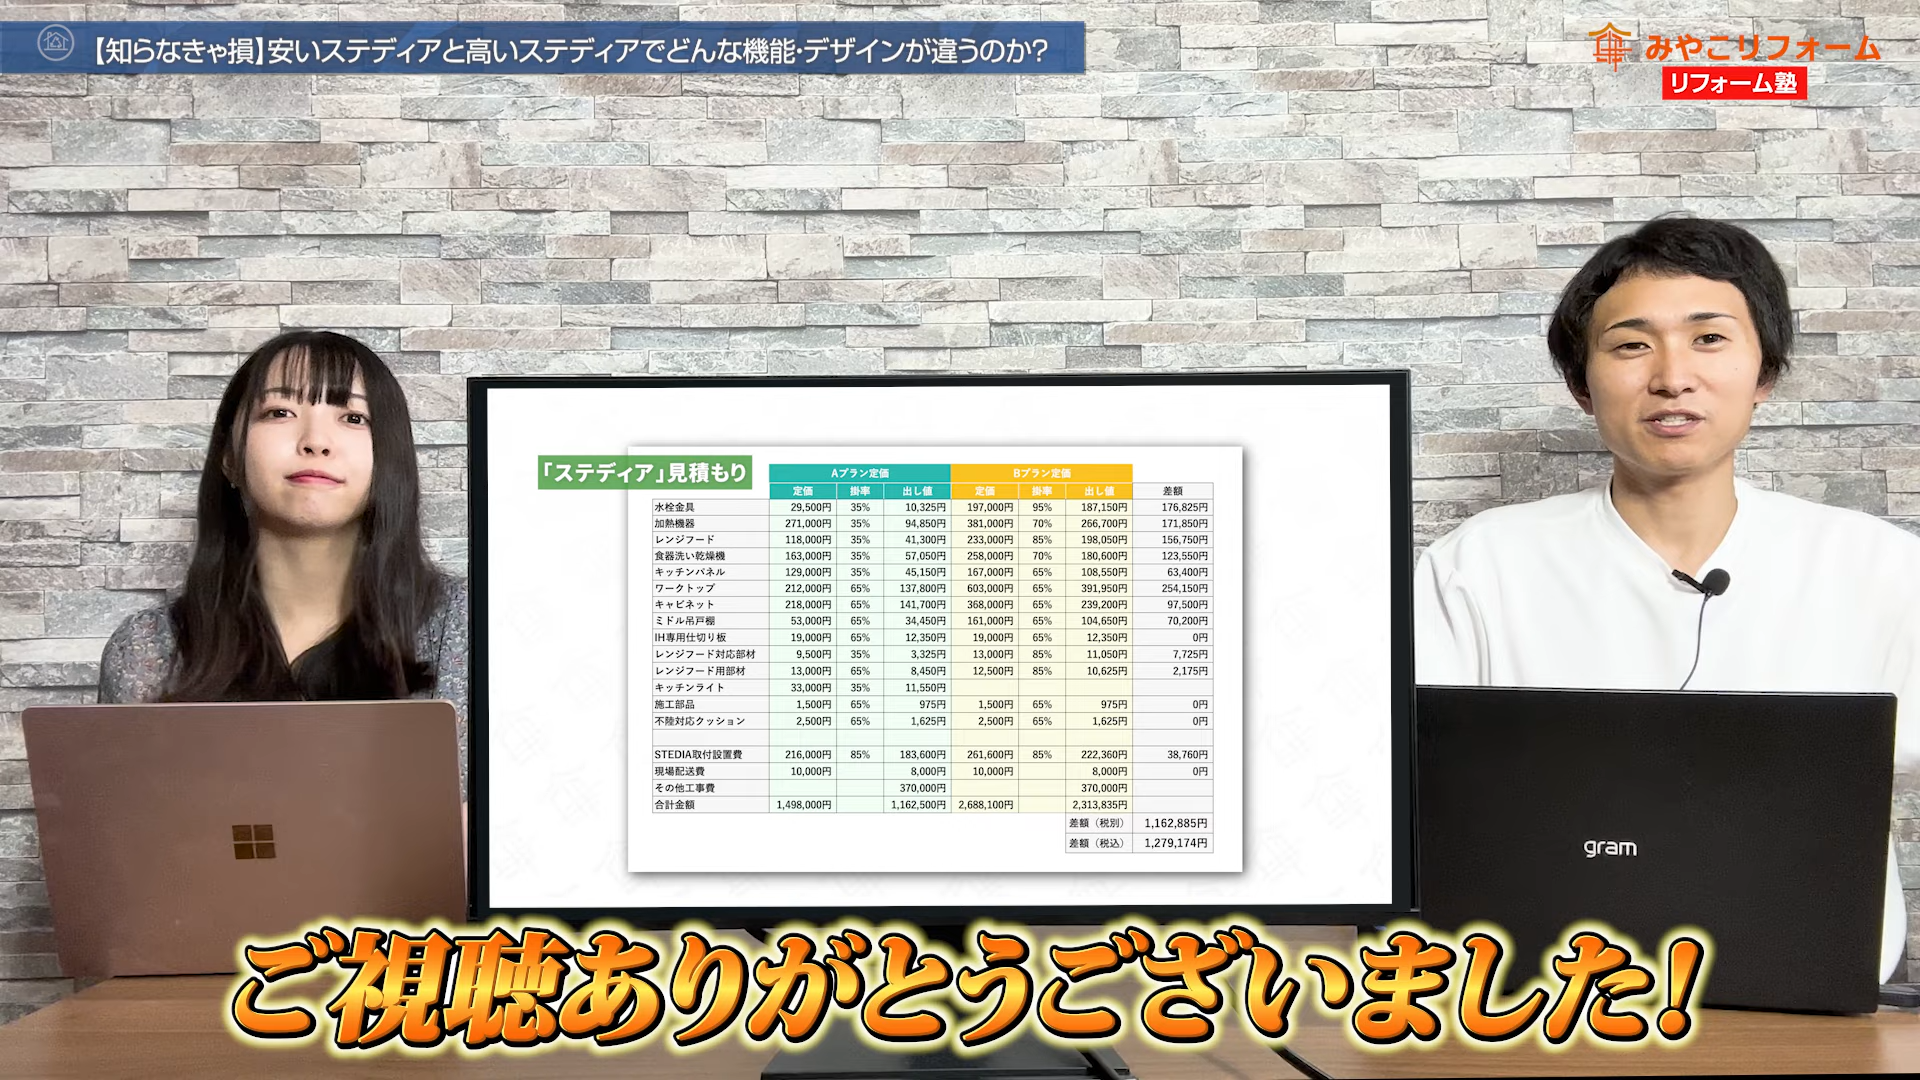 【知らなきゃ損】安いステディアと高いステディアでどんな機能・デザインが違うのか？
みやこリフォーム
リフォーム塾
「ステディア」見積もり
Aプラン定価 Bプラン定価
定価 掛率 出し値 定価 掛率 出し値 差額
水栓金具 29,500円 35% 10,325円 197,000円 95% 187,150円 176,825円
加熱機器 271,000円 35% 94,850円 381,000円 70% 266,700円 171,850円
レンジフード 118,000円 35% 41,300円 233,000円 85% 198,050円 156,750円
食器洗い乾燥機 163,000円 35% 57,050円 258,000円 70% 180,600円 123,550円
キッチンパネル 129,000円 35% 45,150円 167,000円 65% 108,550円 63,400円
ワークトップ 212,000円 65% 137,800円 603,000円 65% 391,950円 254,150円
キャビネット 218,000円 65% 141,700円 368,000円 65% 239,200円 97,500円
ミドル吊戸棚 53,000円 65% 34,450円 161,000円 65% 104,650円 70,200円
IH専用仕切り板 19,000円 65% 12,350円 19,000円 65% 12,350円 0円
レンジフード対応部材 9,500円 35% 3,325円 13,000円 85% 11,050円 7,725円
レンジフード用部材 13,000円 65% 8,450円 12,500円 85% 10,625円 2,175円
キッチンライト 33,000円 35% 11,550円
施工部品 1,500円 65% 975円 1,500円 65% 975円 0円
不陸対応クッション 2,500円 65% 1,625円 2,500円 65% 1,625円 0円
STEDIA取付設置費 216,000円 85% 183,600円 261,600円 85% 222,360円 38,760円
現場配送費 10,000円 8,000円 10,000円 8,000円 0円
その他工事費 370,000円 370,000円
合計金額 1,498,000円 1,162,500円 2,688,100円 2,313,835円
差額（税別） 1,162,885円
差額（税込） 1,279,174円
gram
ご視聴ありがとうございました！